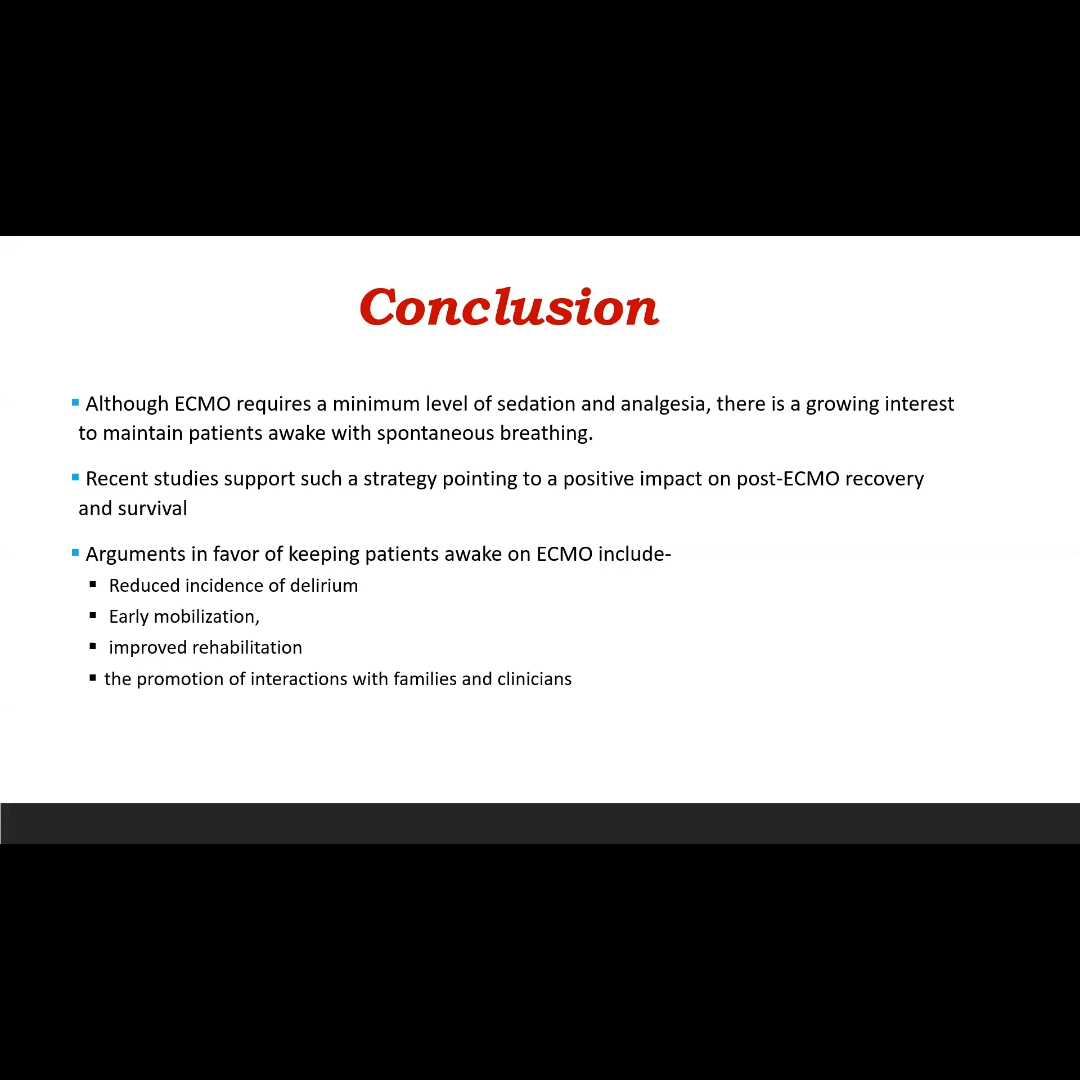 Conclusion
Although ECMO requires a minimum level of sedation and analgesia, there is a growing interest
to maintain patients awake with spontaneous breathing.
Recent studies support such a strategy pointing to a positive impact on post-ECMO recovery
and survival
Arguments in favor of keeping patients awake on ECMO include-
Reduced incidence of delirium
Early mobilization,
improved rehabilitation
the promotion of interactions with families and clinicians